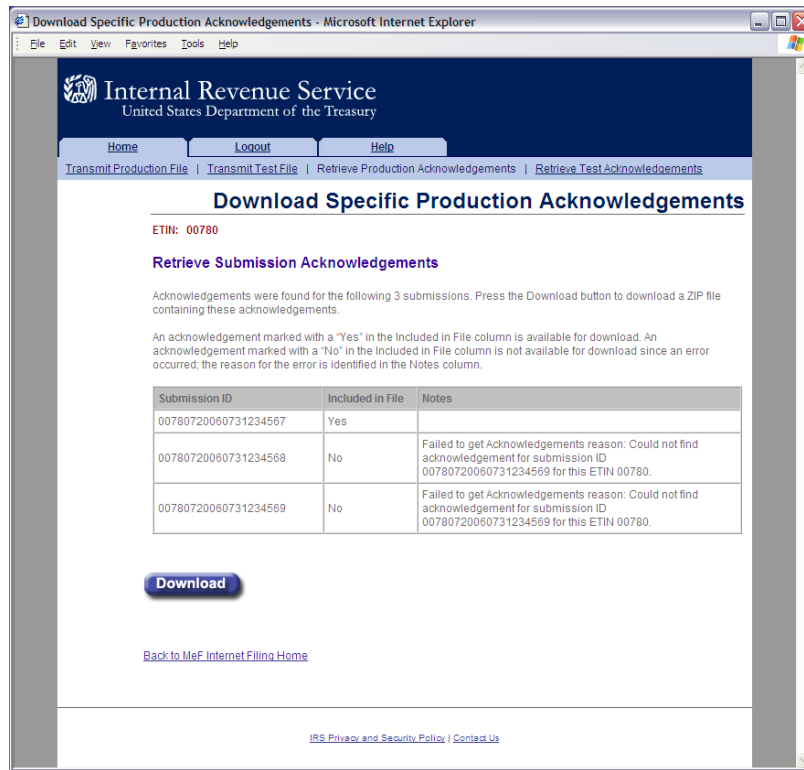 Download Specific Production Acknowledgements - Microsoft Internet Explorer
File Edit View Favorites Tools Help
Internal Revenue Service
United States Department of the Treasury
Home Logout Help
Transmit Production File | Transmit Test File | Retrieve Production Acknowledgements | Retrieve Test Acknowledgements
Download Specific Production Acknowledgements
ETIN: 00780
Retrieve Submission Acknowledgements
Acknowledgements were found for the following 3 submissions. Press the Download button to download a ZIP file
containing these acknowledgements.
An acknowledgement marked with a "Yes" in the Included in File column is available for download. An
acknowledgement marked with a "No" in the Included in File column is not available for download since an error
occurred; the reason for the error is identified in the Notes column.
Submission ID Included in File Notes
00780720060731234567 Yes
00780720060731234568 No Failed to get Acknowledgements reason: Could not find
acknowledgement for submission ID
00780720060731234569 for this ETIN 00780.
00780720060731234569 No Failed to get Acknowledgements reason: Could not find
acknowledgement for submission ID
00780720060731234569 for this ETIN 00780.
Download
Back to MeF Internet Filing Home
IRS Privacy and Security Policy | Contact Us